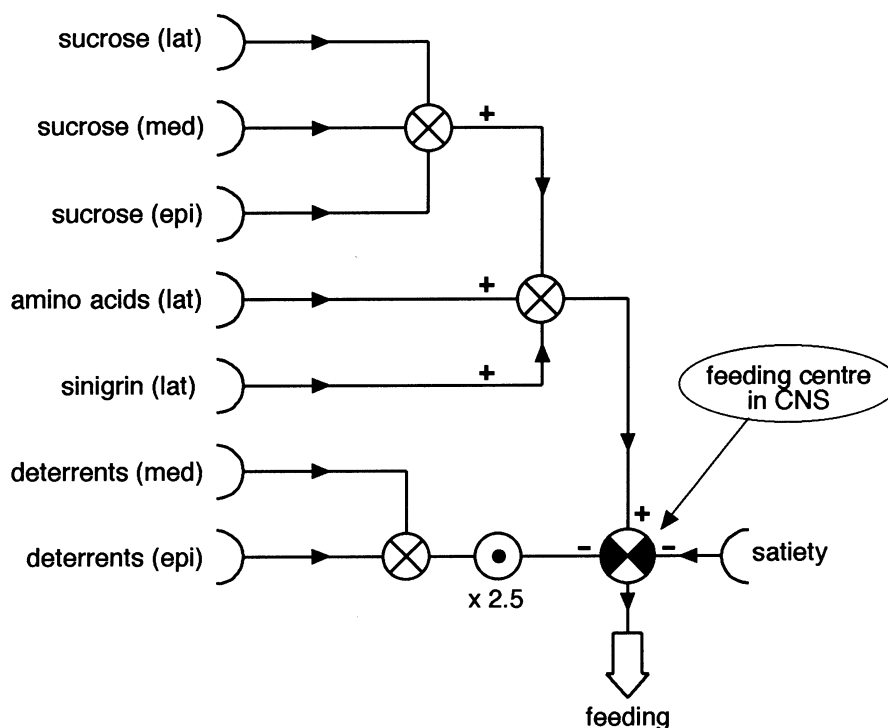 sucrose (lat)
sucrose (med)
+
sucrose (epi)
amino acids (lat)
+
sinigrin (lat)
+
feeding centre
in CNS
deterrents (med)
+
deterrents (epi)
-
-
satiety
x 2.5
feeding